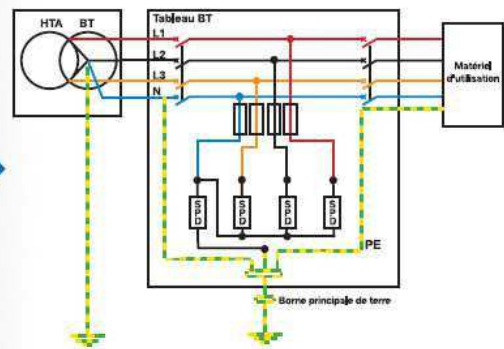 HTA BT
Tableau BT
L1
L2
L3
N
Matériel
d'utilisation
SPD
SPD
SPD
SPD
PE
Borne principale de terre